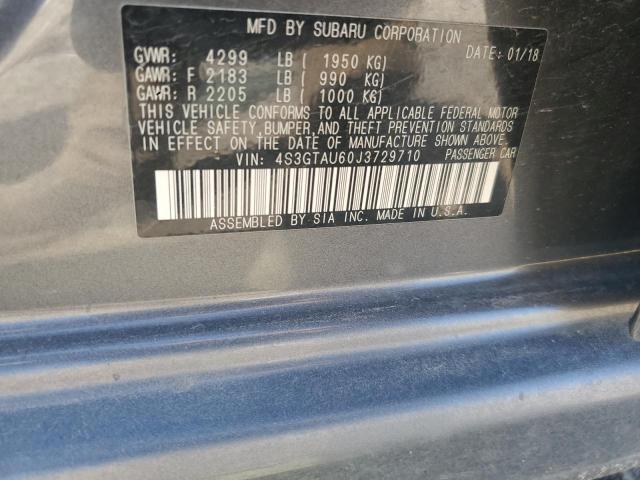 MFD BY SUBARU CORPORATION
GVWR: 4299 LB ( 1950 KG) DATE: 01/18
GAWR: F 2183 LB ( 990 KG)
GAWR: R 2205 LB ( 1000 KG)
THIS VEHICLE CONFORMS TO ALL APPLICABLE FEDERAL MOTOR
VEHICLE SAFETY, BUMPER, AND THEFT PREVENTION STANDARDS
IN EFFECT ON THE DATE OF MANUFACTURE SHOWN ABOVE.
VIN: 4S3GTAU60J3729710 PASSENGER CAR
ASSEMBLED BY SIA INC. MADE IN U.S.A.